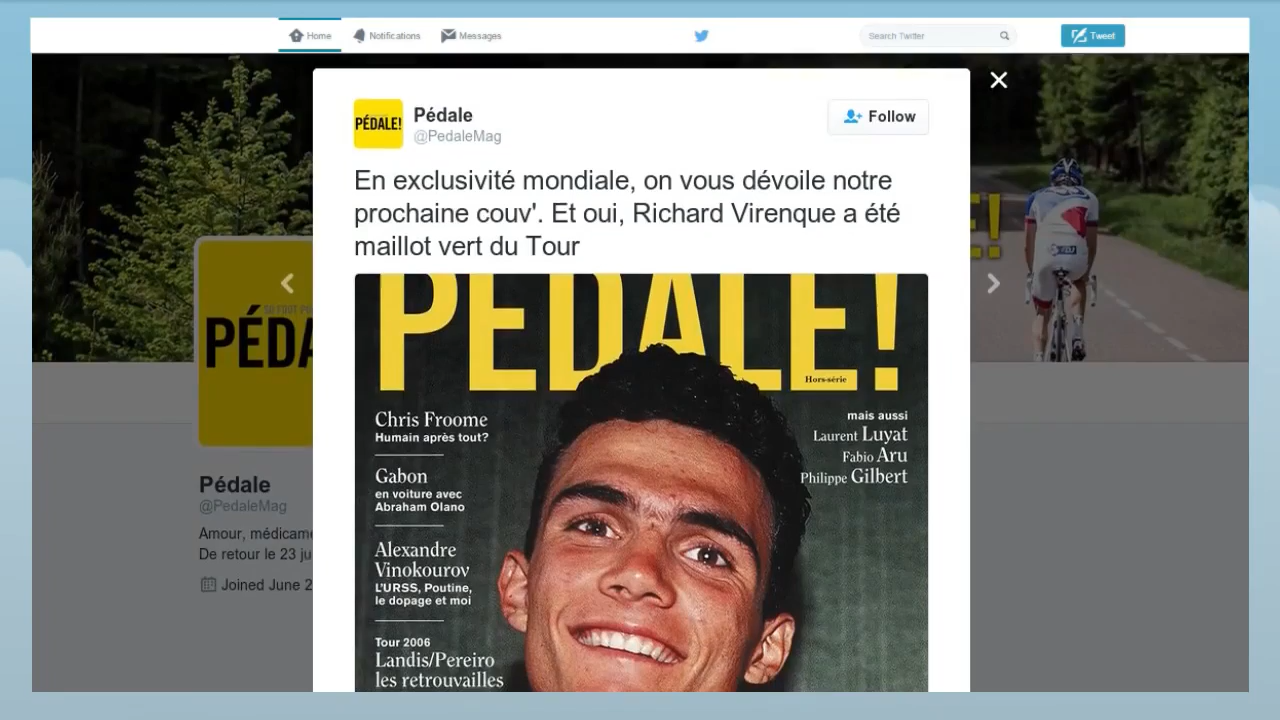 Home
Notifications
Messages
Search Twitter
Tweet
PÉDALE!
Pédale
@PedaleMag
Follow
En exclusivité mondiale, on vous dévoile notre
prochaine couv'. Et oui, Richard Virenque a été
maillot vert du Tour
PÉDALE!
Hors-série
Chris Froome
Humain après tout?
Gabon
en voiture avec
Abraham Olano
Alexandre
Vinokourov
L'URSS, Poutine,
le dopage et moi
Tour 2006
Landis/Pereiro
les retrouvailles
mais aussi
Laurent Luyat
Fabio Aru
Philippe Gilbert
SO FOOT
PÉDA
Pédale
@PedaleMag
Amour, médicame
De retour le 23 ju
Joined June 2
E!
FDJ